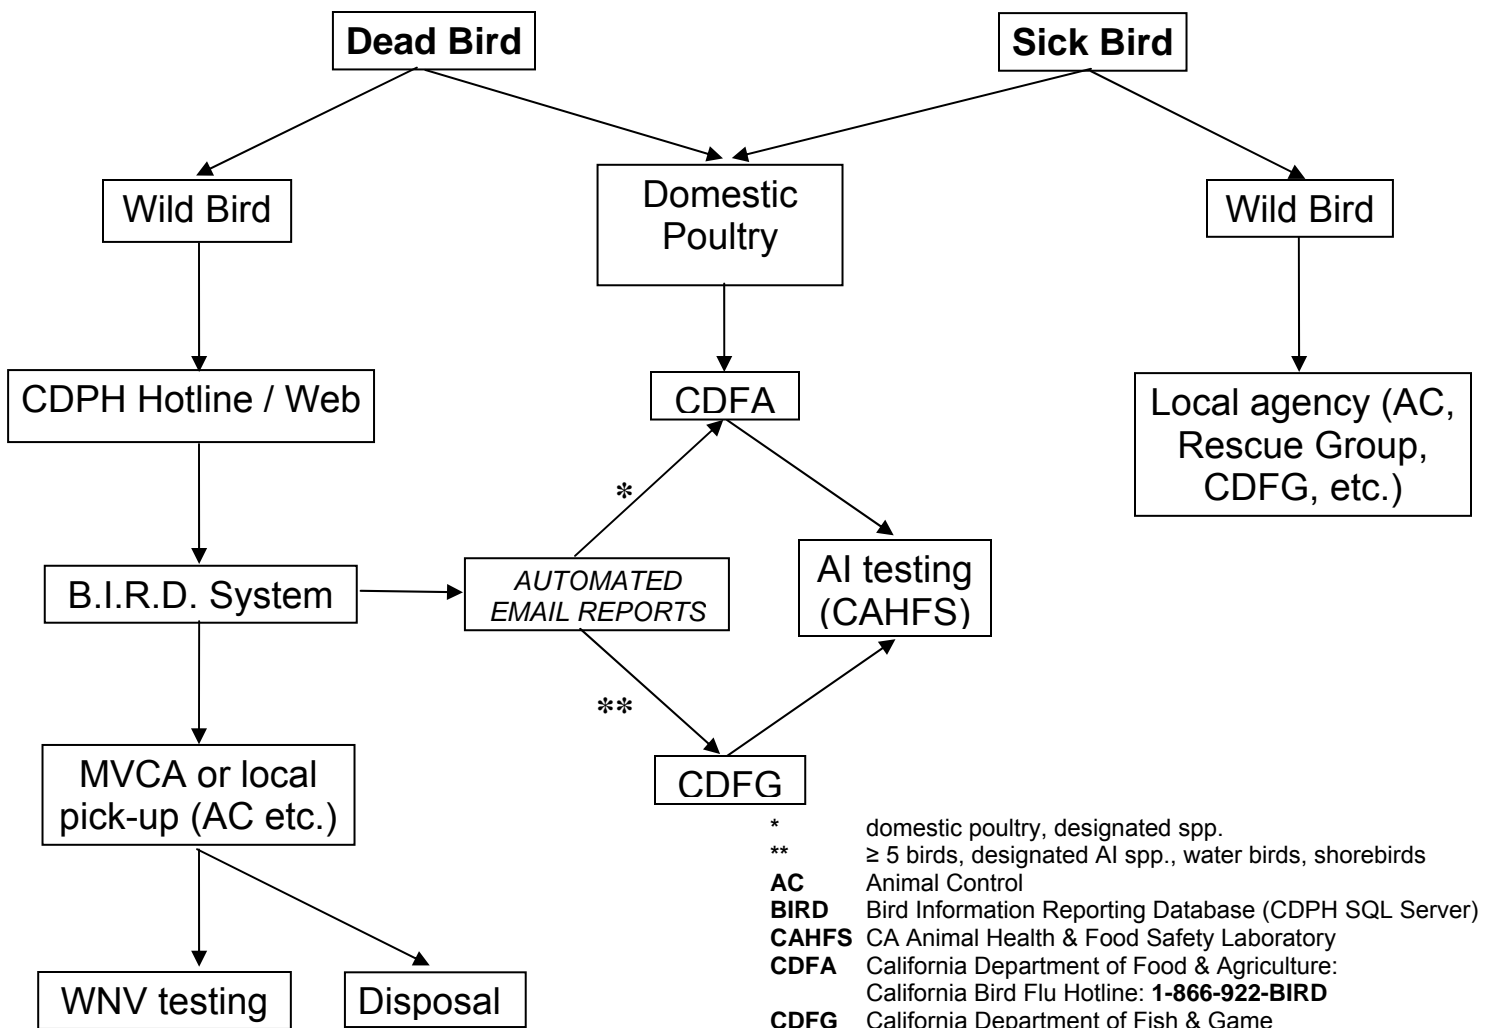 Dead Bird
Sick Bird
Wild Bird
Domestic
Poultry
Wild Bird
CDPH Hotline / Web
CDFA
Local agency (AC,
Rescue Group,
CDFG, etc.)
*
B.I.R.D. System
AUTOMATED
EMAIL REPORTS
AI testing
(CAHFS)
**
MVCA or local
pick-up (AC etc.)
CDFG
WNV testing
Disposal
* domestic poultry, designated spp.
** ≥ 5 birds, designated AI spp., water birds, shorebirds
AC Animal Control
BIRD Bird Information Reporting Database (CDPH SQL Server)
CAHFS CA Animal Health & Food Safety Laboratory
CDFA California Department of Food & Agriculture:
California Bird Flu Hotline: 1-866-922-BIRD
CDFG California Department of Fish & Game